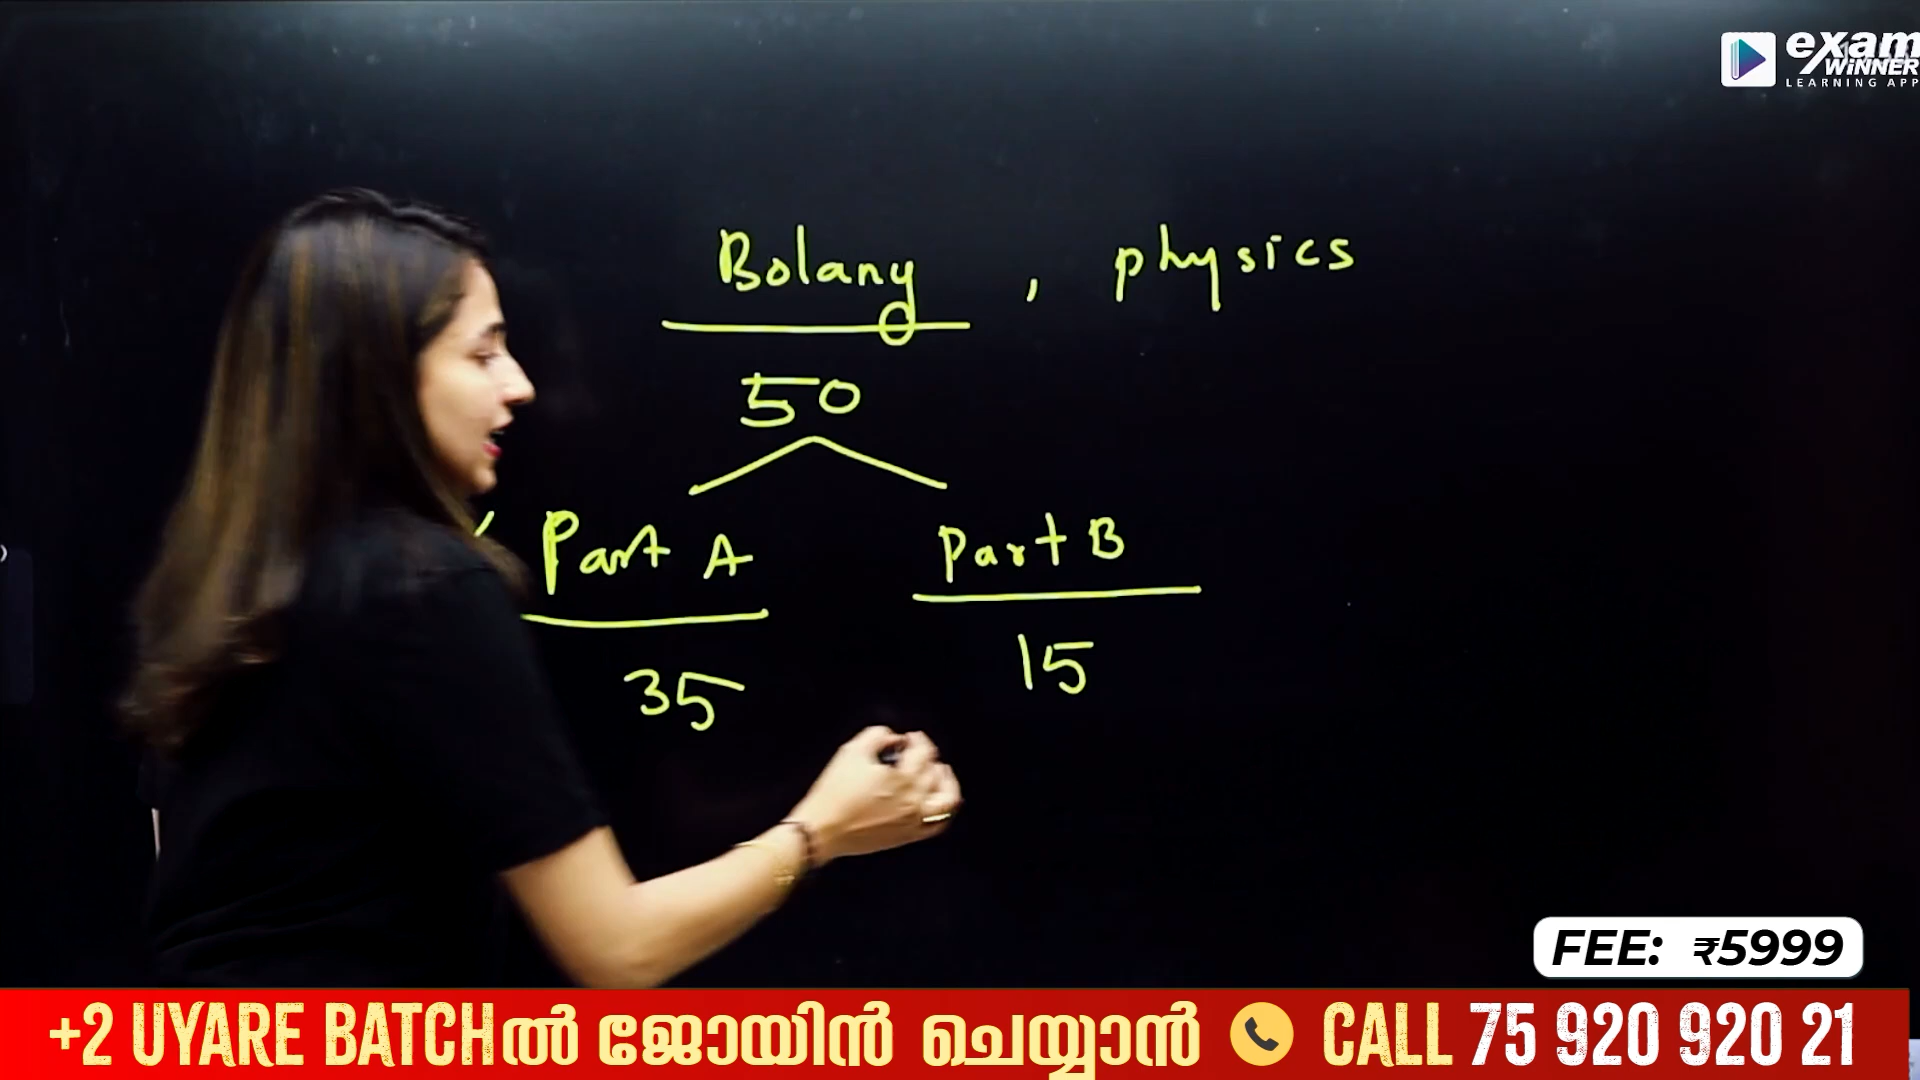 exam
WiNNER
LEARNING APP
Bolany , physics
50
Part A Part B
35 15
FEE: ₹5999
+2 UYARE BATCHൽ ജോയിൻ ചെയ്യാൻ CALL 75 920 920 21